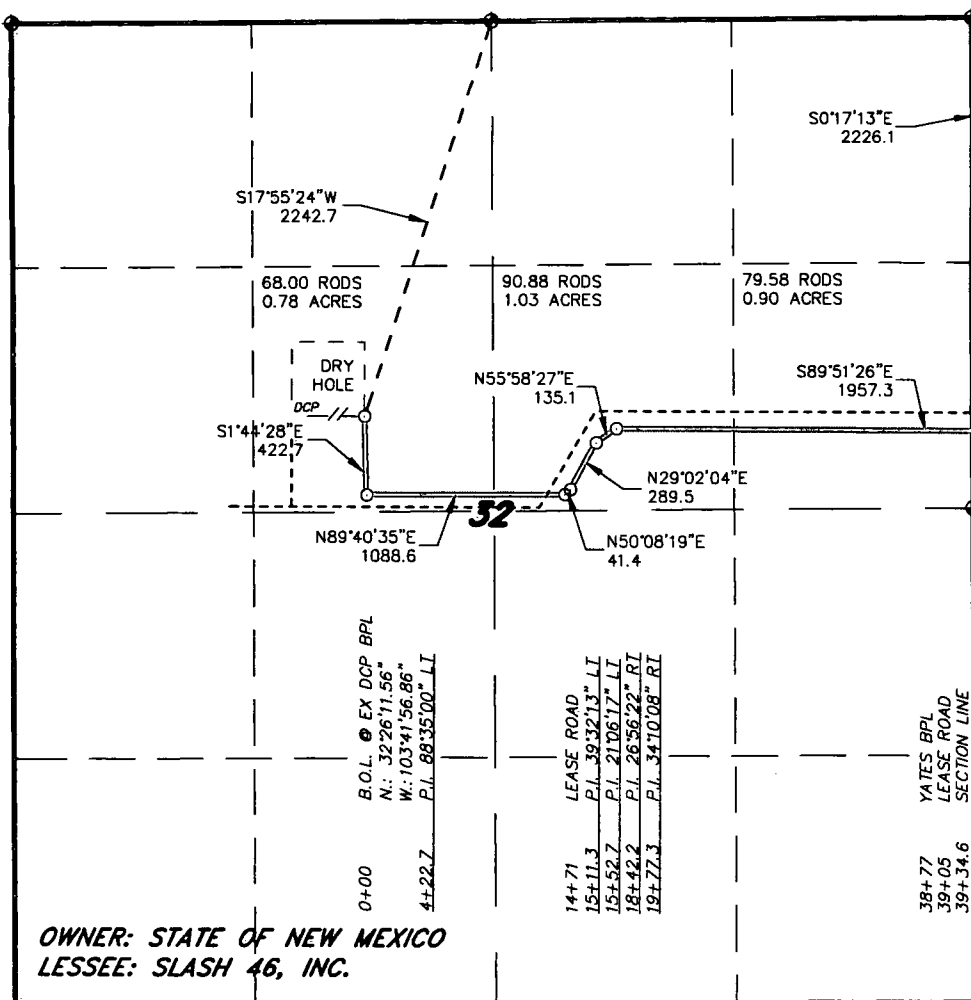 S0°17'13"E
2226.1
S17°55'24"W
2242.7
68.00 RODS
0.78 ACRES
90.88 RODS
1.03 ACRES
79.58 RODS
0.90 ACRES
DRY
HOLE
DCP
S1°44'28"E
422.7
N55°58'27"E
135.1
S89°51'26"E
1957.3
N29°02'04"E
289.5
32
N89°40'35"E
1088.6
N50°08'19"E
41.4
0+00 B.O.L. @ EX DCP BPL
N.: 32°26'11.56"
W.: 103°41'56.86"
4+22.7 P.I. 88°35'00" LT
14+71 LEASE ROAD
15+11.3 P.I. 39°32'13" LT
15+52.7 P.I. 21°06'17" LT
18+42.2 P.I. 26°56'22" RT
19+77.3 P.I. 34°10'08" RT
38+77 YATES BPL
39+05 LEASE ROAD
39+34.6 SECTION LINE
OWNER: STATE OF NEW MEXICO
LESSEE: SLASH 46, INC.